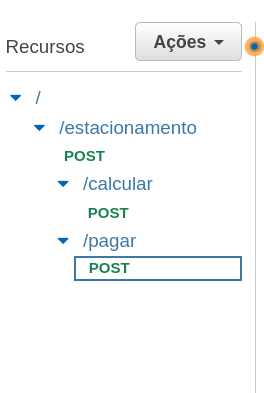 Recursos
Ações
/
/estacionamento
POST
/calcular
POST
/pagar
POST